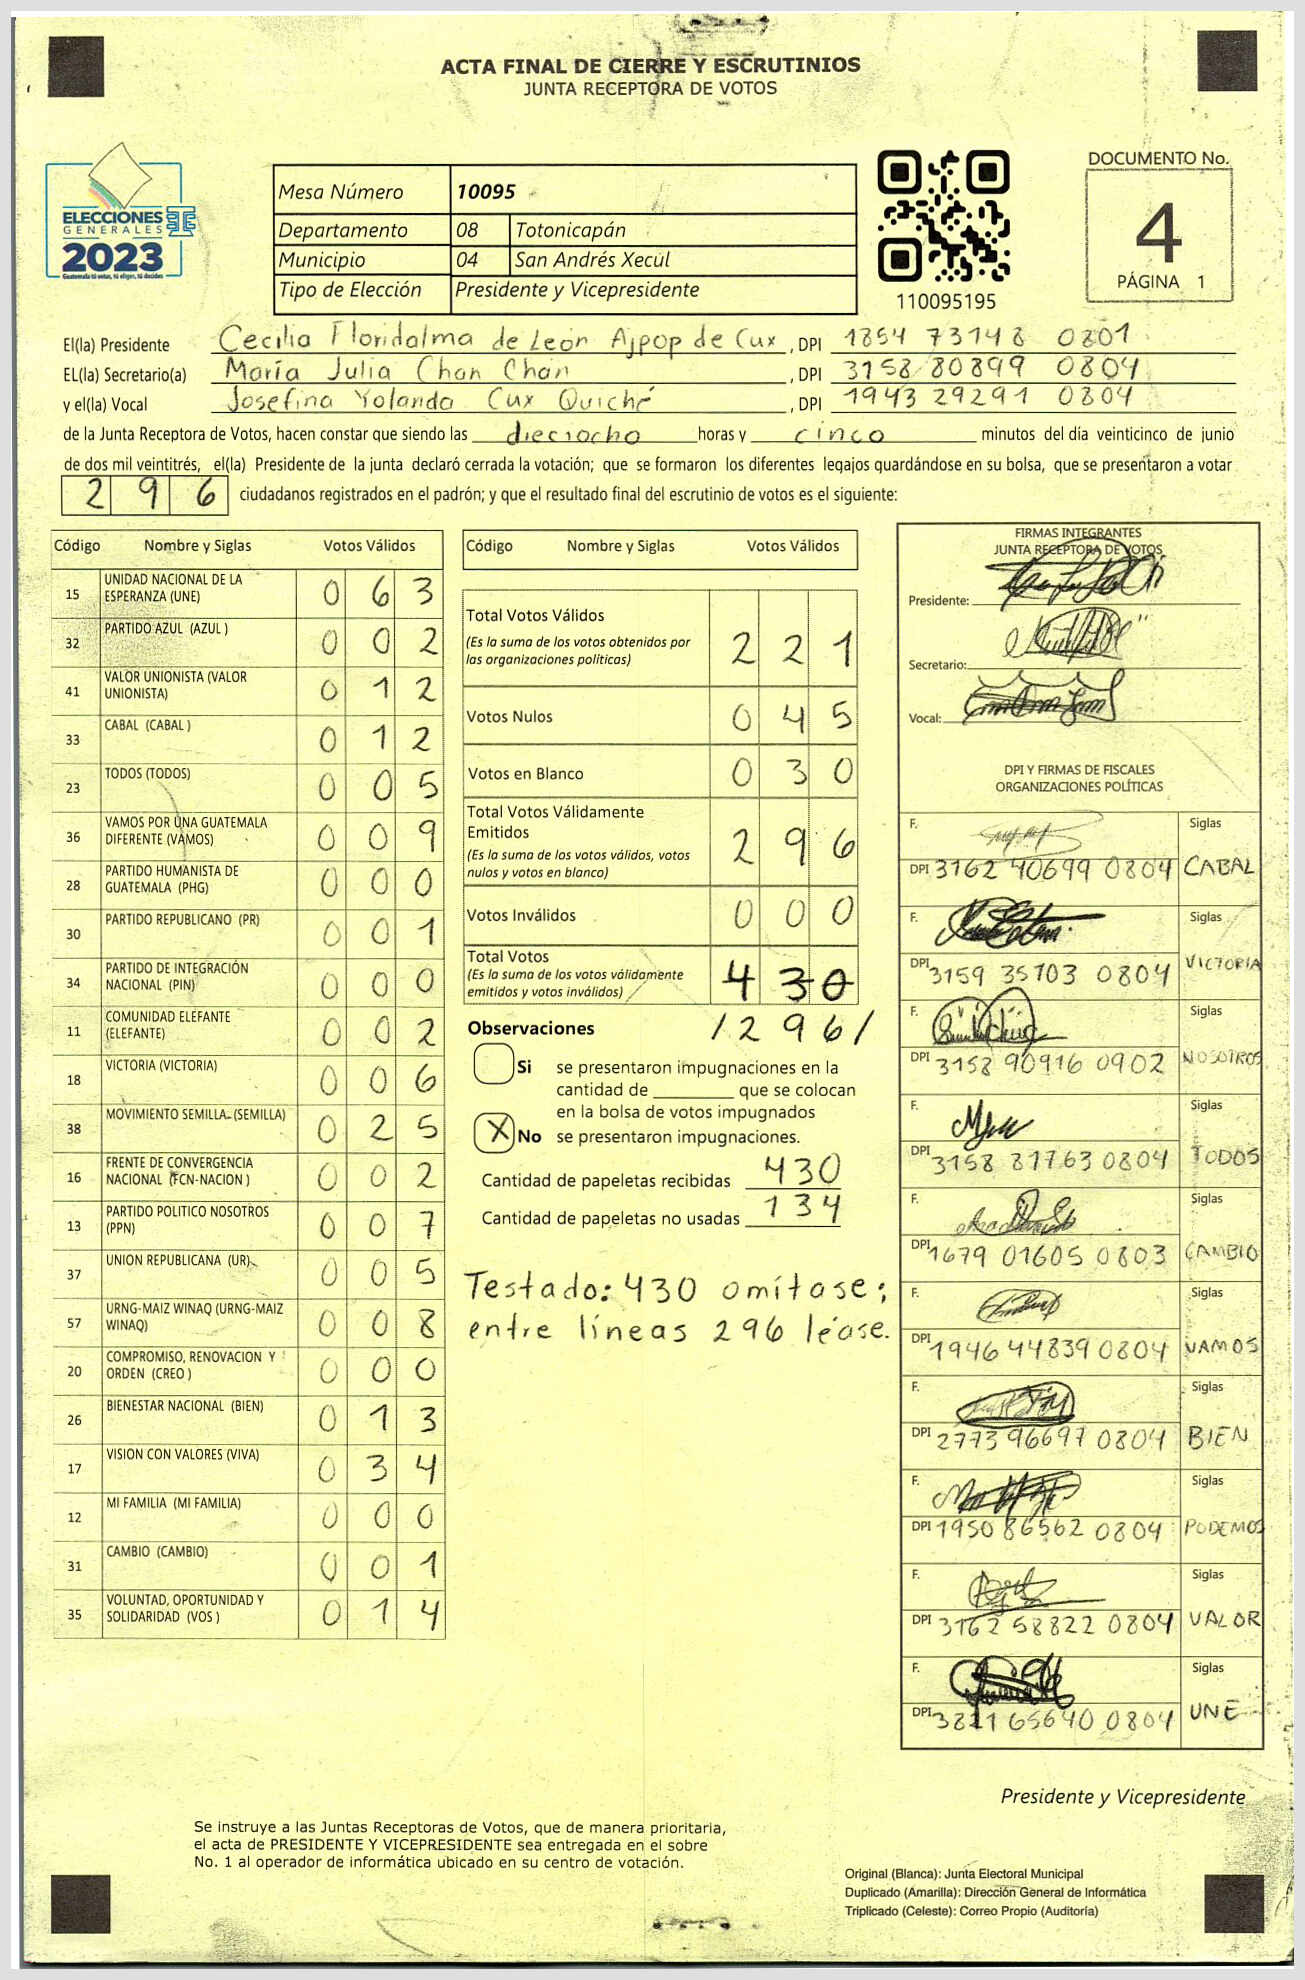 ACTA FINAL DE CIERRE Y ESCRUTINIOS
JUNTA RECEPTORA DE VOTOS
ELECCIONES
GENERALES
2023
Guatemala tú votas, tú eliges, tú decides
Mesa Número 10095
Departamento 08 Totonicapán
Municipio 04 San Andrés Xecul
Tipo de Elección Presidente y Vicepresidente
110095195
DOCUMENTO No.
4
PÁGINA 1
El(la) Presidente Cecilia Floridalma de León Ajpop de Cux, DPI 1854 73148 0801
EL(la) Secretario(a) María Julia Chan Chan, DPI 3158 80899 0804
y el(la) Vocal Josefina Yolanda Cux Quiché, DPI 1943 29291 0804
de la Junta Receptora de Votos, hacen constar que siendo las dieciocho horas y cinco minutos del día veinticinco de junio
de dos mil veintitrés, el(la) Presidente de la junta declaró cerrada la votación; que se formaron los diferentes legajos quardándose en su bolsa, que se presentaron a votar
296 ciudadanos registrados en el padrón; y que el resultado final del escrutinio de votos es el siguiente:
Código Nombre y Siglas Votos Válidos
15 UNIDAD NACIONAL DE LA ESPERANZA (UNE) 0 6 3
32 PARTIDO AZUL (AZUL ) 0 0 2
41 VALOR UNIONISTA (VALOR UNIONISTA) 0 1 2
33 CABAL (CABAL ) 0 1 2
23 TODOS (TODOS) 0 0 5
36 VAMOS POR UNA GUATEMALA DIFERENTE (VAMOS) 0 0 9
28 PARTIDO HUMANISTA DE GUATEMALA (PHG) 0 0 0
30 PARTIDO REPUBLICANO (PR) 0 0 1
34 PARTIDO DE INTEGRACIÓN NACIONAL (PIN) 0 0 0
11 COMUNIDAD ELEFANTE (ELEFANTE) 0 0 2
18 VICTORIA (VICTORIA) 0 0 6
38 MOVIMIENTO SEMILLA (SEMILLA) 0 2 5
16 FRENTE DE CONVERGENCIA NACIONAL (FCN-NACION ) 0 0 2
13 PARTIDO POLITICO NOSOTROS (PPN) 0 0 7
37 UNION REPUBLICANA (UR) 0 0 5
57 URNG-MAIZ WINAQ (URNG-MAIZ WINAQ) 0 0 8
20 COMPROMISO, RENOVACION Y ORDEN (CREO ) 0 0 0
26 BIENESTAR NACIONAL (BIEN) 0 1 3
17 VISION CON VALORES (VIVA) 0 3 4
12 MI FAMILIA (MI FAMILIA) 0 0 0
31 CAMBIO (CAMBIO) 0 0 1
35 VOLUNTAD, OPORTUNIDAD Y SOLIDARIDAD (VOS ) 0 1 4
Código Nombre y Siglas Votos Válidos
Total Votos Válidos 2 2 1
(Es la suma de los votos obtenidos por
las organizaciones políticas)
Votos Nulos 0 4 5
Votos en Blanco 0 3 0
Total Votos Válidamente
Emitidos 2 9 6
(Es la suma de los votos válidos, votos
nulos y votos en blanco)
Votos Inválidos 0 0 0
Total Votos 4 3 0
(Es la suma de los votos válidamente
emitidos y votos inválidos)
Observaciones / 2 9 6 /
Si se presentaron impugnaciones en la
cantidad de ________ que se colocan
en la bolsa de votos impugnados
X No se presentaron impugnaciones.
Cantidad de papeletas recibidas 430
Cantidad de papeletas no usadas 134
Testado: 430 omítase;
entre líneas 296 léase.
FIRMAS INTEGRANTES
JUNTA RECEPTORA DE VOTOS
Presidente:
Secretario:
Vocal:
DPI Y FIRMAS DE FISCALES
ORGANIZACIONES POLÍTICAS
F. Siglas
DPI 3162 40699 0804 CABAL
F. Siglas
DPI 3159 35703 0804 VICTORIA
F. Siglas
DPI 3158 90916 0902 NOSOTROS
F. Siglas
DPI 3158 81763 0804 TODOS
F. Siglas
DPI 1679 01605 0803 CAMBIO
F. Siglas
DPI 1946 44839 0804 VAMOS
F. Siglas
DPI 2773 96697 0804 BIEN
F. Siglas
DPI 1950 86562 0804 PODEMOS
F. Siglas
DPI 3162 58822 0804 VALOR
F. Siglas
DPI 3821 65640 0804 UNE
Presidente y Vicepresidente
Se instruye a las Juntas Receptoras de Votos, que de manera prioritaria,
el acta de PRESIDENTE Y VICEPRESIDENTE sea entregada en el sobre
No. 1 al operador de informática ubicado en su centro de votación.
Original (Blanca): Junta Electoral Municipal
Duplicado (Amarilla): Dirección General de Informática
Triplicado (Celeste): Correo Propio (Auditoría)